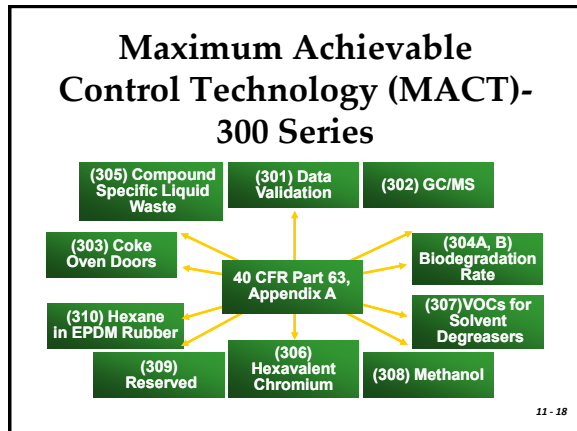 Maximum Achievable
Control Technology (MACT)-
300 Series
(305) Compound
Specific Liquid
Waste
(301) Data
Validation
(302) GC/MS
(303) Coke
Oven Doors
40 CFR Part 63,
Appendix A
(304A, B)
Biodegradation
Rate
(310) Hexane
in EPDM Rubber
(307)VOCs for
Solvent
Degreasers
(309)
Reserved
(306)
Hexavalent
Chromium
(308) Methanol
11 - 18